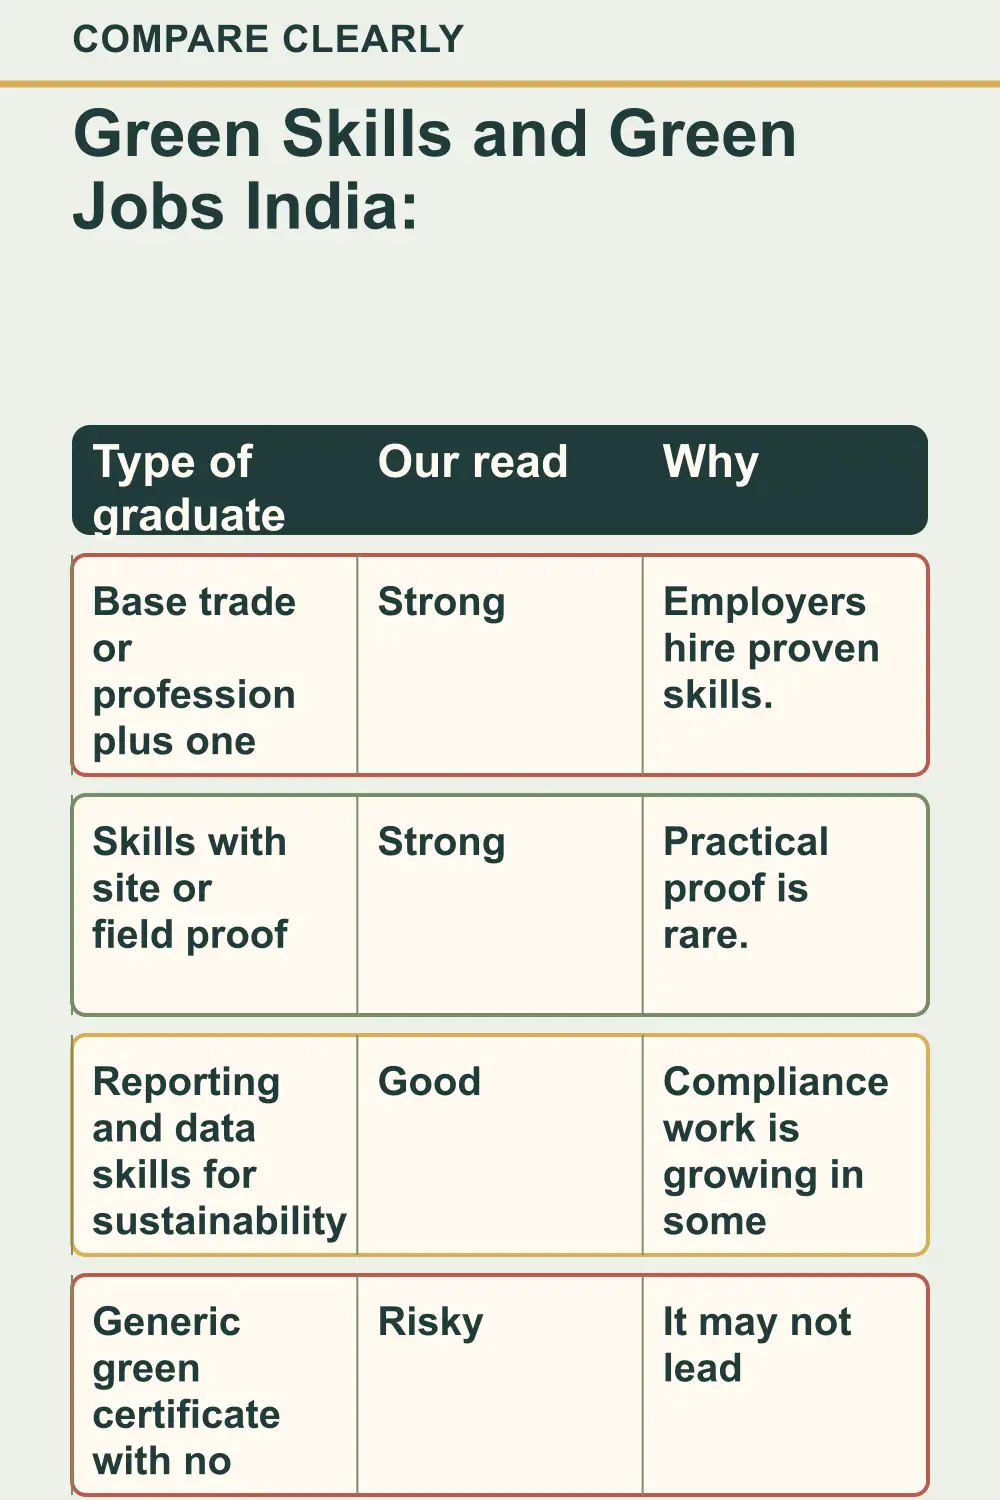 COMPARE CLEARLY
Green Skills and Green
Jobs India:
Type of
graduate
Our read
Why
Base trade
or
profession
plus one
Strong
Employers
hire proven
skills.
Skills with
site or
field proof
Strong
Practical
proof is
rare.
Reporting
and data
skills for
sustainability
Good
Compliance
work is
growing in
some
Generic
green
certificate
with no
Risky
It may not
lead